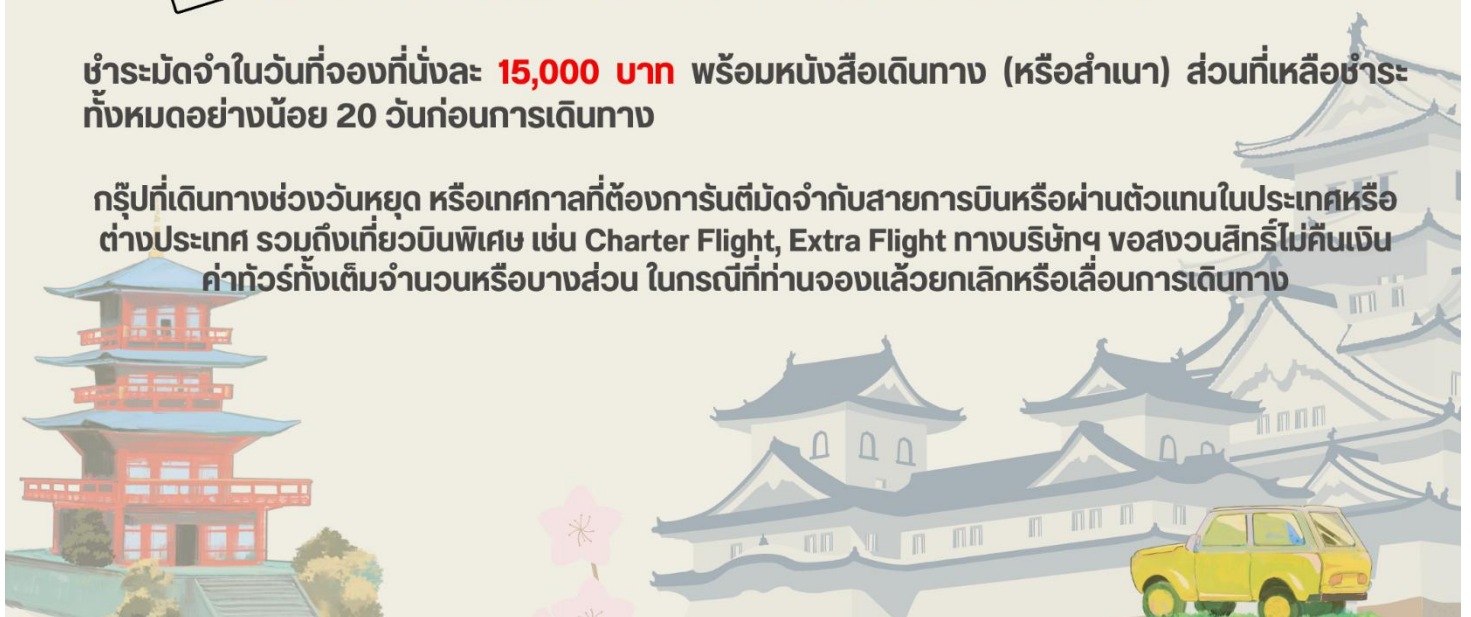 ชำระมัดจำในวันที่จองที่นั่งละ 15,000 บาท พร้อมหนังสือเดินทาง (หรือสำเนา) ส่วนที่เหลือชำระ
ทั้งหมดอย่างน้อย 20 วันก่อนการเดินทาง
กรุ๊ปที่เดินทางช่วงวันหยุด หรือเทศกาลที่ต้องการันตีมัดจำกับสายการบินหรือผ่านตัวแทนในประเทศหรือ
ต่างประเทศ รวมถึงเที่ยวบินพิเศษ เช่น Charter Flight, Extra Flight ทางบริษัทฯ ขอสงวนสิทธิ์ไม่คืนเงิน
ค่าทัวร์ทั้งเต็มจำนวนหรือบางส่วน ในกรณีที่ท่านจองแล้วยกเลิกหรือเลื่อนการเดินทาง